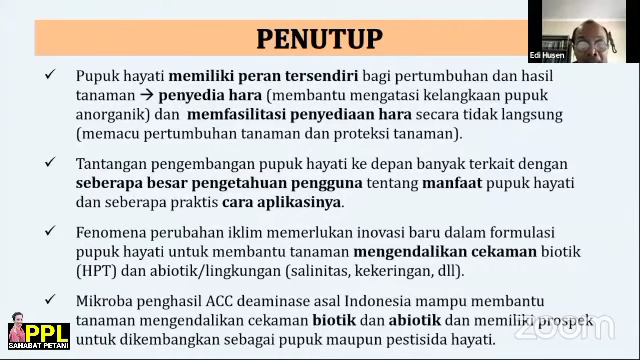 PENUTUP
Edi Husen
✓ Pupuk hayati memiliki peran tersendiri bagi pertumbuhan dan hasil
tanaman → penyedia hara (membantu mengatasi kelangkaan pupuk
anorganik) dan memfasilitasi penyediaan hara secara tidak langsung
(memacu pertumbuhan tanaman dan proteksi tanaman).
✓ Tantangan pengembangan pupuk hayati ke depan banyak terkait dengan
seberapa besar pengetahuan pengguna tentang manfaat pupuk hayati
dan seberapa praktis cara aplikasinya.
✓ Fenomena perubahan iklim memerlukan inovasi baru dalam formulasi
pupuk hayati untuk membantu tanaman mengendalikan cekaman biotik
(HPT) dan abiotik/lingkungan (salinitas, kekeringan, dll).
✓ Mikroba penghasil ACC deaminase asal Indonesia mampu membantu
tanaman mengendalikan cekaman biotik dan abiotik dan memiliki prospek
untuk dikembangkan sebagai pupuk maupun pestisida hayati.
PPL
SAHABAT PETANI
zoom